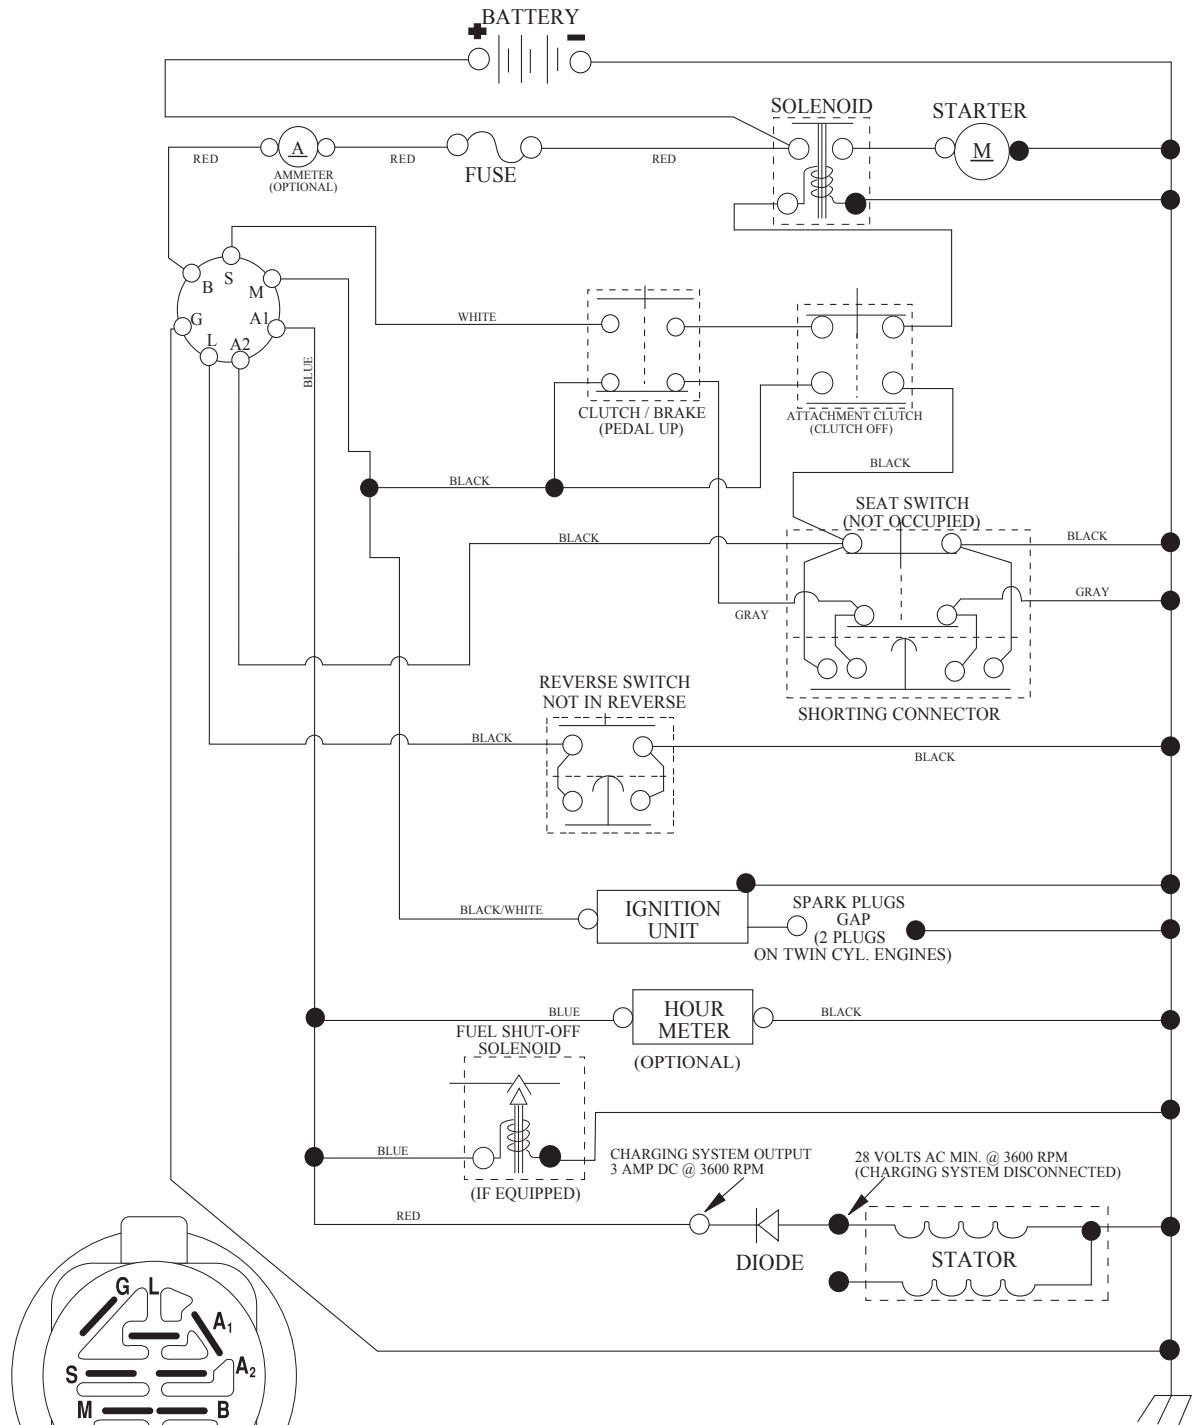 BATTERY
SOLENOID
STARTER
RED
A
AMMETER
(OPTIONAL)
RED
FUSE
RED
M
B
S
M
G
A1
L
A2
BLUE
WHITE
CLUTCH / BRAKE
(PEDAL UP)
ATTACHMENT CLUTCH
(CLUTCH OFF)
BLACK
BLACK
SEAT SWITCH
(NOT OCCUPIED)
BLACK
BLACK
GRAY
GRAY
SHORTING CONNECTOR
REVERSE SWITCH
NOT IN REVERSE
BLACK
BLACK
BLACK/WHITE
IGNITION
UNIT
SPARK PLUGS
GAP
(2 PLUGS
ON TWIN CYL. ENGINES)
BLUE
HOUR
METER
BLACK
(OPTIONAL)
FUEL SHUT-OFF
SOLENOID
BLUE
(IF EQUIPPED)
CHARGING SYSTEM OUTPUT
3 AMP DC @ 3600 RPM
28 VOLTS AC MIN. @ 3600 RPM
(CHARGING SYSTEM DISCONNECTED)
RED
DIODE
STATOR
G L
A1
S
A2
M
B